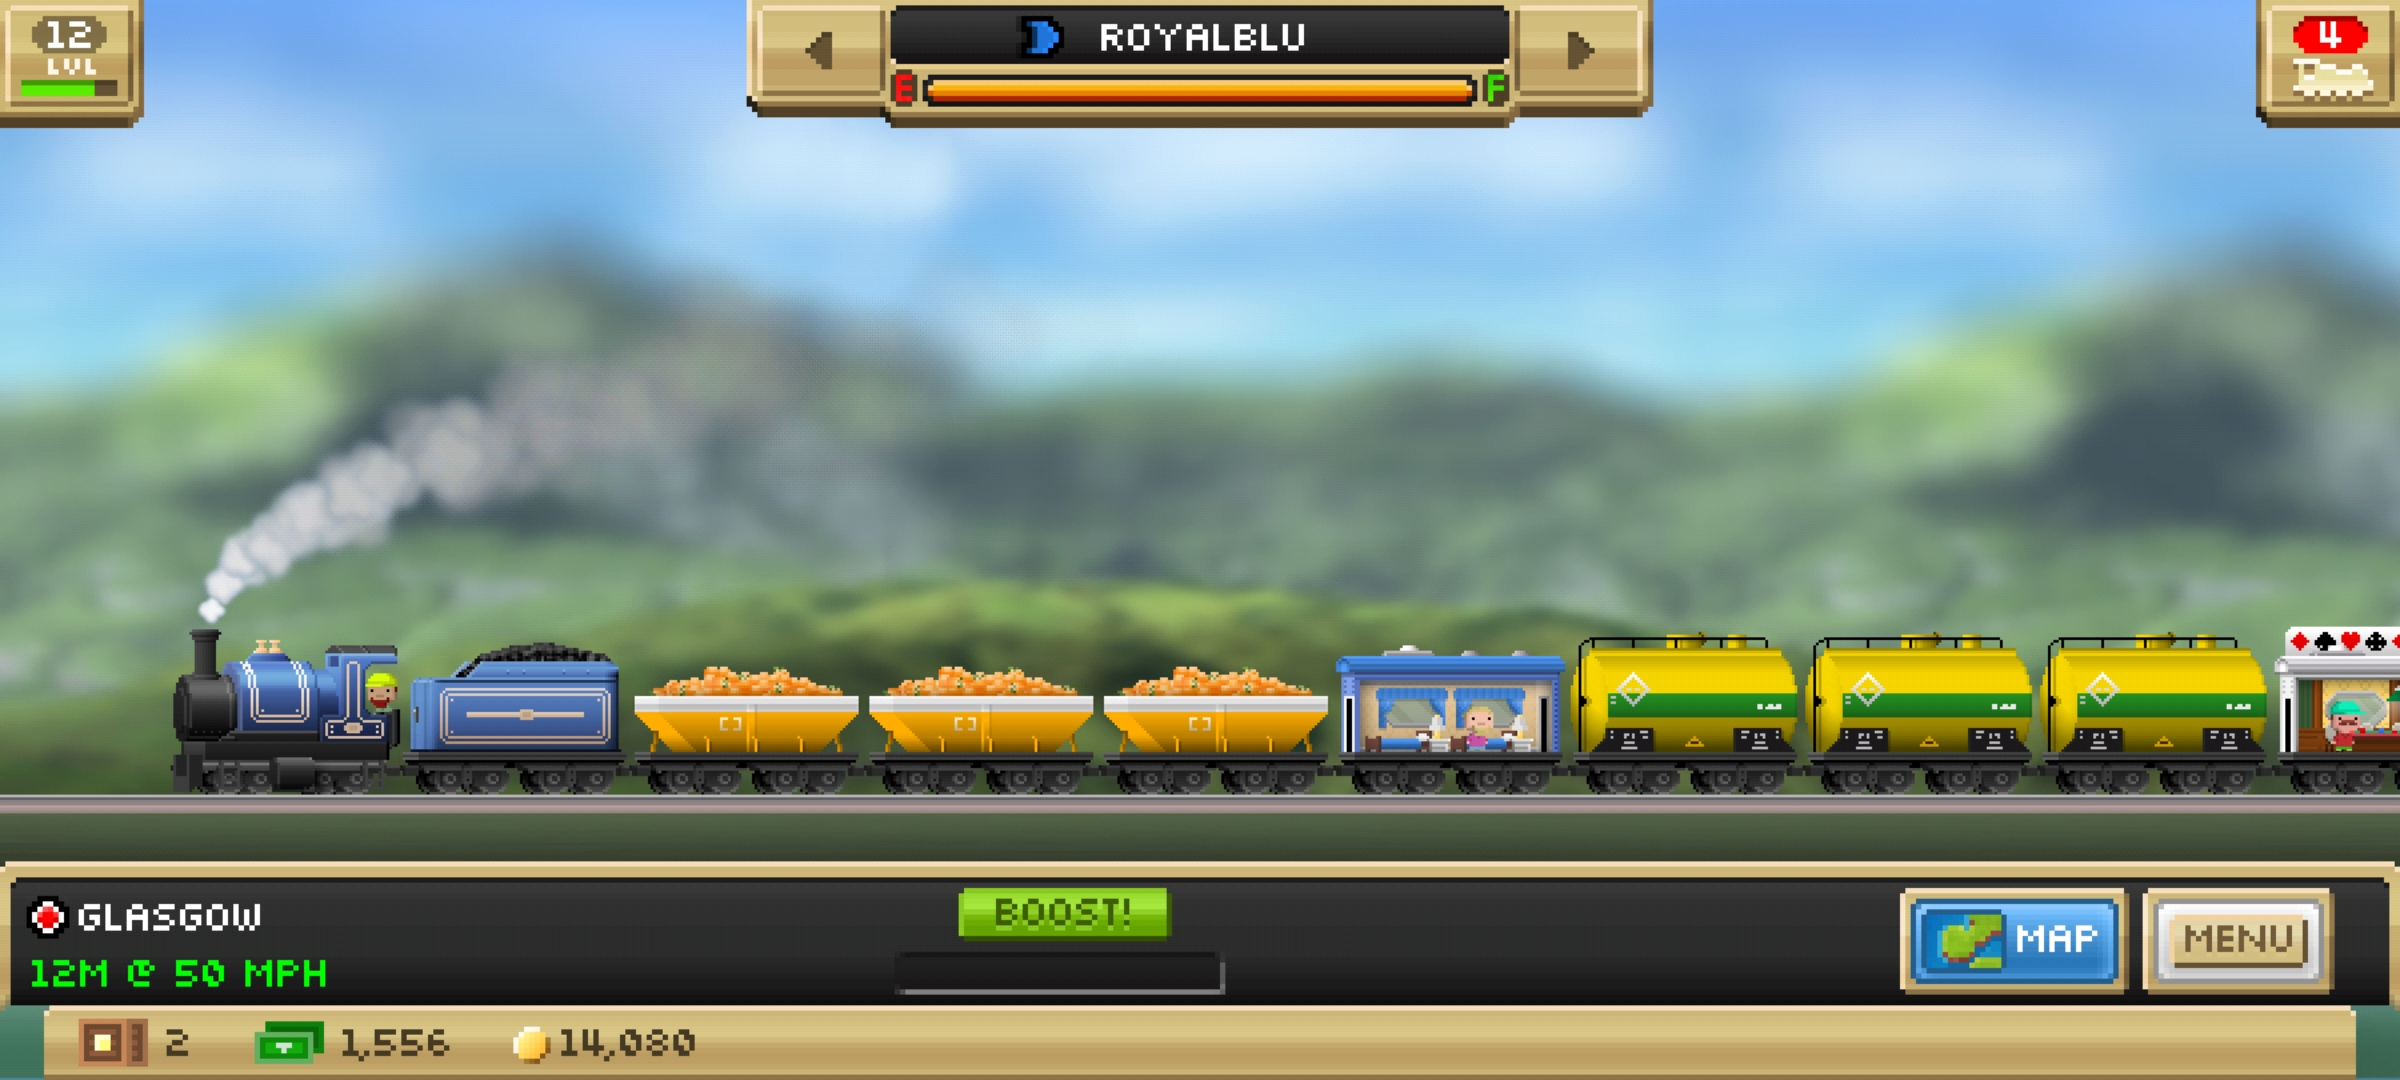 12
LVL
ROYALBLU
E
F
4
GLASGOW
BOOST!
12M @ 50 MPH
MAP
MENU
2
1,556
14,080